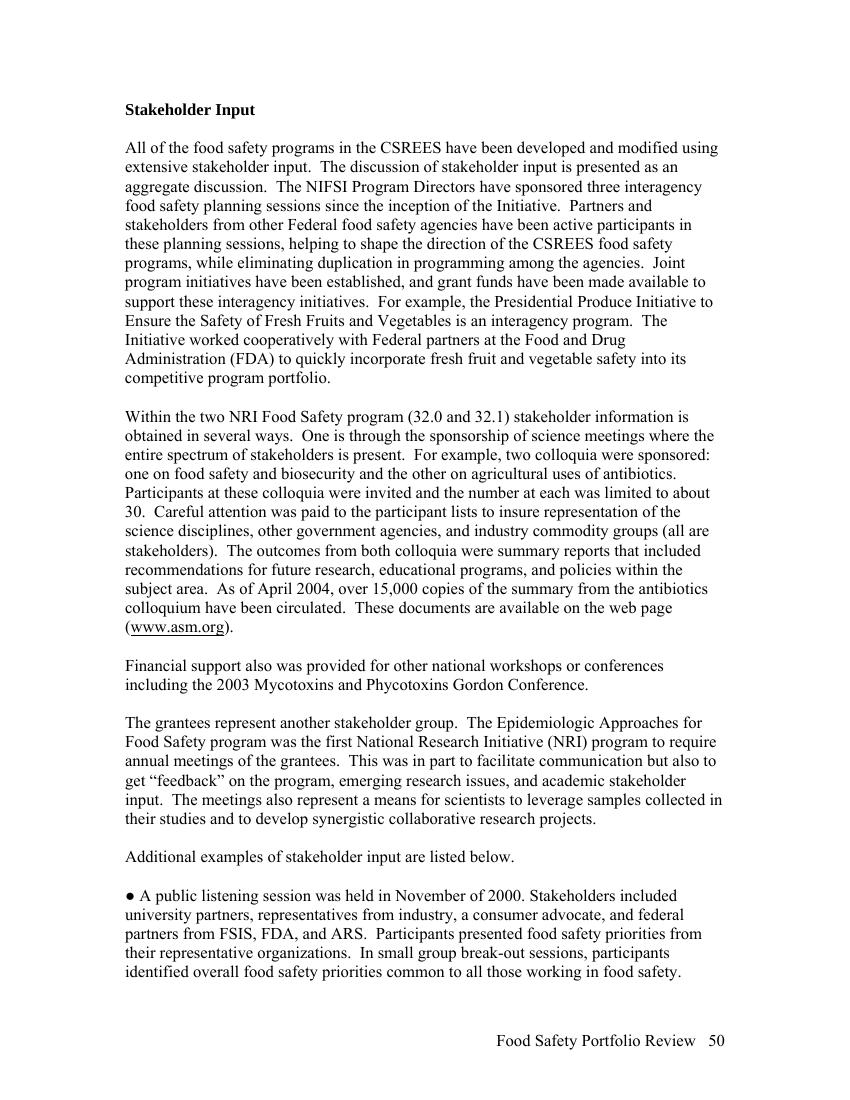 Stakeholder Input
All of the food safety programs in the CSREES have been developed and modified using
extensive stakeholder input.  The discussion of stakeholder input is presented as an
aggregate discussion.  The NIFSI Program Directors have sponsored three interagency
food safety planning sessions since the inception of the Initiative.  Partners and
stakeholders from other Federal food safety agencies have been active participants in
these planning sessions, helping to shape the direction of the CSREES food safety
programs, while eliminating duplication in programming among the agencies.  Joint
program initiatives have been established, and grant funds have been made available to
support these interagency initiatives.  For example, the Presidential Produce Initiative to
Ensure the Safety of Fresh Fruits and Vegetables is an interagency program.  The
Initiative worked cooperatively with Federal partners at the Food and Drug
Administration (FDA) to quickly incorporate fresh fruit and vegetable safety into its
competitive program portfolio.
Within the two NRI Food Safety program (32.0 and 32.1) stakeholder information is
obtained in several ways.  One is through the sponsorship of science meetings where the
entire spectrum of stakeholders is present.  For example, two colloquia were sponsored:
one on food safety and biosecurity and the other on agricultural uses of antibiotics.
Participants at these colloquia were invited and the number at each was limited to about
30.  Careful attention was paid to the participant lists to insure representation of the
science disciplines, other government agencies, and industry commodity groups (all are
stakeholders).  The outcomes from both colloquia were summary reports that included
recommendations for future research, educational programs, and policies within the
subject area.  As of April 2004, over 15,000 copies of the summary from the antibiotics
colloquium have been circulated.  These documents are available on the web page
(www.asm.org).
Financial support also was provided for other national workshops or conferences
including the 2003 Mycotoxins and Phycotoxins Gordon Conference.
The grantees represent another stakeholder group.  The Epidemiologic Approaches for
Food Safety program was the first National Research Initiative (NRI) program to require
annual meetings of the grantees.  This was in part to facilitate communication but also to
get “feedback” on the program, emerging research issues, and academic stakeholder
input.  The meetings also represent a means for scientists to leverage samples collected in
their studies and to develop synergistic collaborative research projects.
Additional examples of stakeholder input are listed below.
● A public listening session was held in November of 2000. Stakeholders included
university partners, representatives from industry, a consumer advocate, and federal
partners from FSIS, FDA, and ARS.  Participants presented food safety priorities from
their representative organizations.  In small group break-out sessions, participants
identified overall food safety priorities common to all those working in food safety.
Food Safety Portfolio Review   50